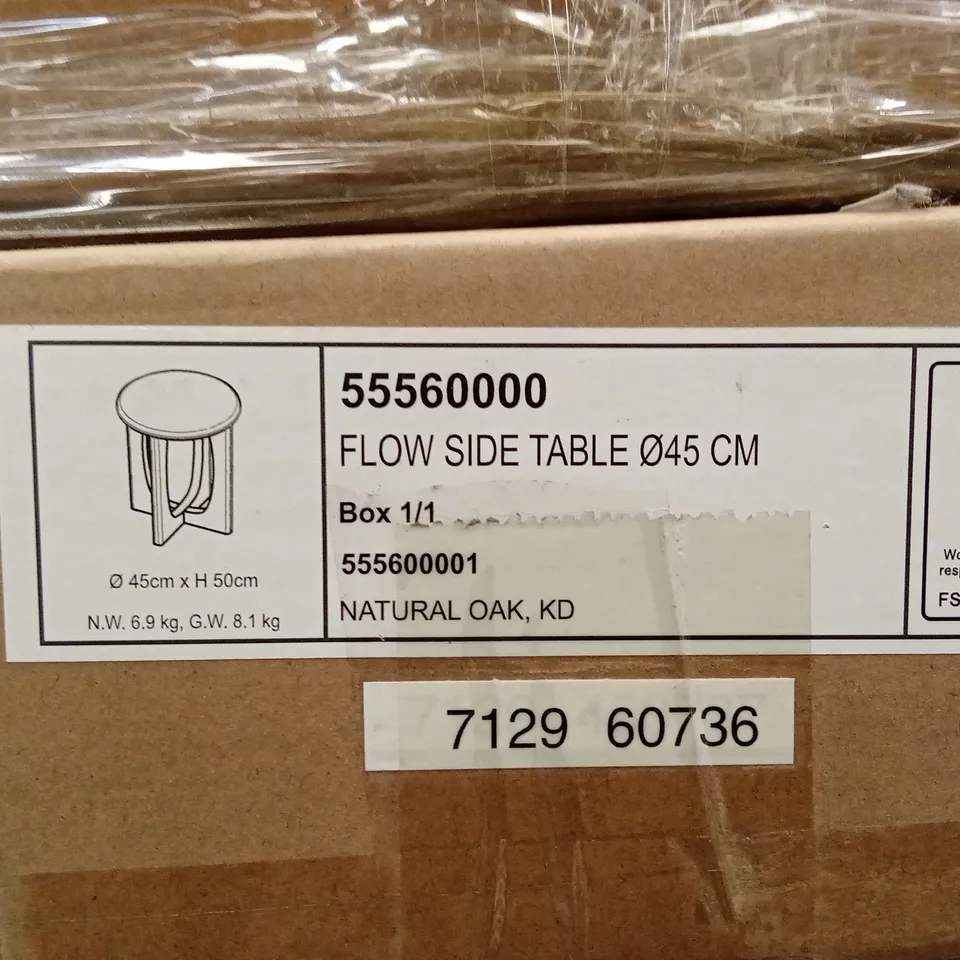 55560000
FLOW SIDE TABLE Ø45 CM
Box 1/1
555600001
NATURAL OAK, KD
Ø 45cm x H 50cm
N.W. 6.9 kg, G.W. 8.1 kg
7129 60736